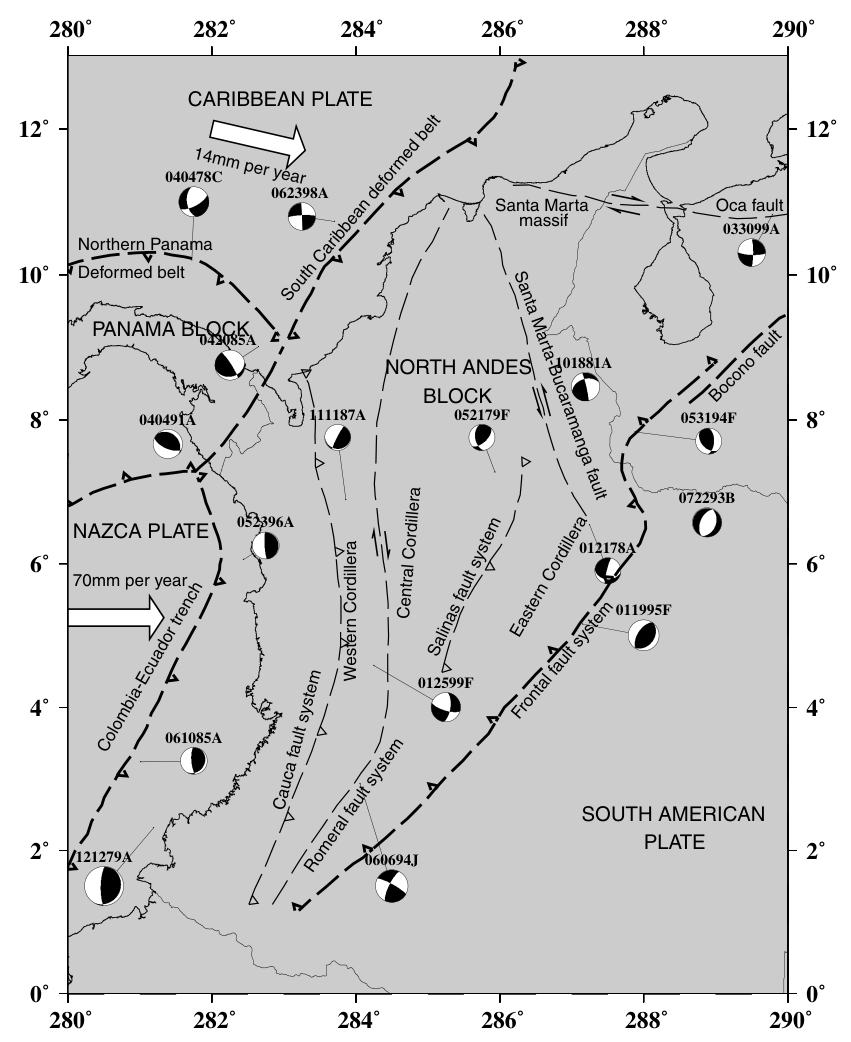 280˚ 282˚ 284˚ 286˚ 288˚ 290˚
12˚ 12˚
10˚ 10˚
8˚ 8˚
6˚ 6˚
4˚ 4˚
2˚ 2˚
0˚ 0˚
280˚ 282˚ 284˚ 286˚ 288˚ 290˚
CARIBBEAN PLATE
14mm per year
040478C
062398A
South Caribbean deformed belt
Santa Marta
massif
Oca fault
033099A
Northern Panama
Deformed belt
PANAMA BLOCK
042085A
NORTH ANDES
BLOCK
Santa Marta-Bucaramanga fault
101881A
Bocono fault
040491A
111187A
052179F
053194F
072293B
NAZCA PLATE
052396A
70mm per year
Colombia-Ecuador trench
Western Cordillera
Central Cordillera
Salinas fault system
Eastern Cordillera
012178A
011995F
Frontal fault system
012599F
Cauca fault system
Romeral fault system
061085A
121279A
060694J
SOUTH AMERICAN
PLATE